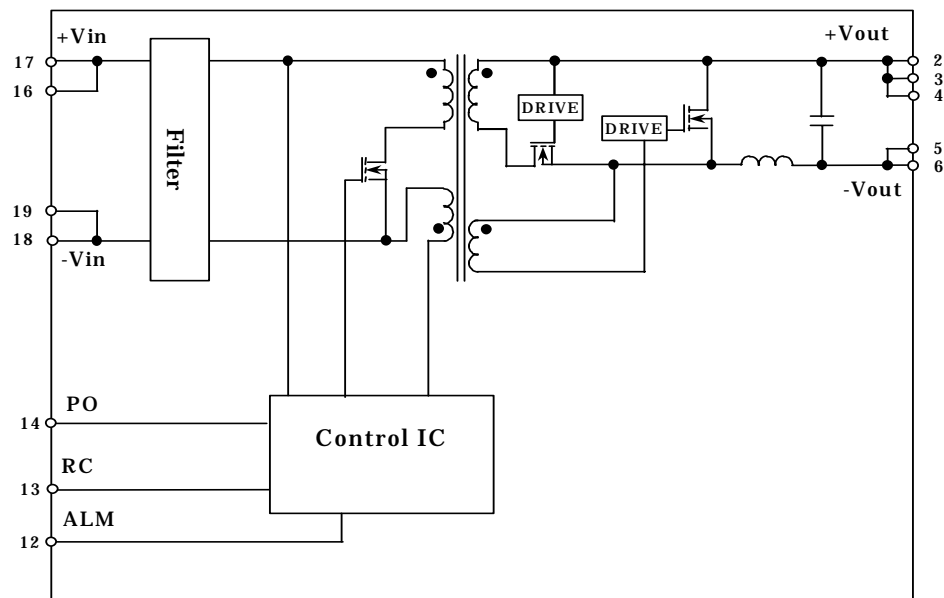 +Vin
17
16
Filter
19
18
-Vin
DRIVE
DRIVE
+Vout
2
3
4
5
6
-Vout
PO
14
Control IC
RC
13
ALM
12